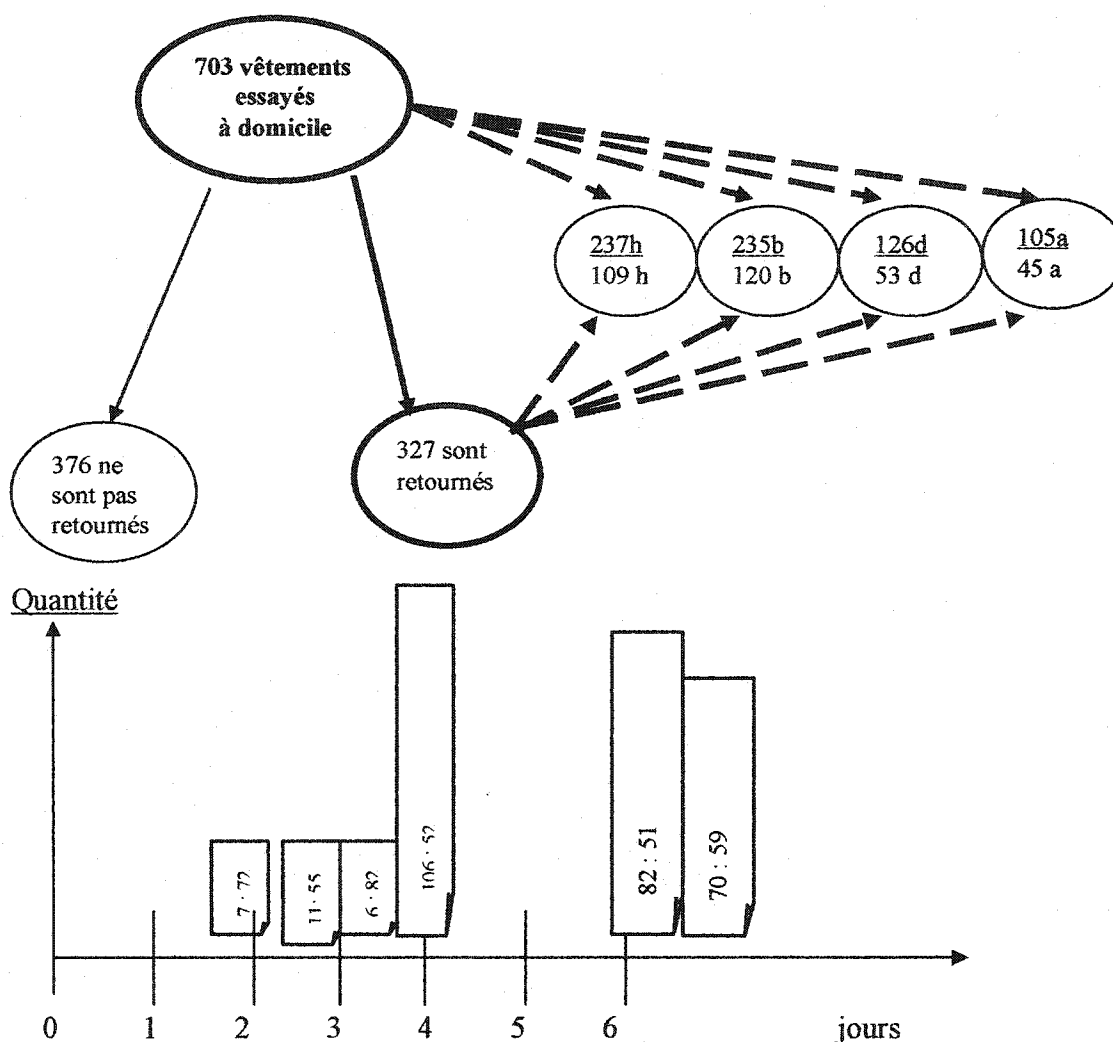 703 vêtements
essayés
à domicile
237h
109 h
235b
120 b
126d
53 d
105a
45 a
376 ne
sont pas
retournés
327 sont
retournés
Quantité
7 : 72
11 : 55
6 : 82
106 : 52
82 : 51
70 : 59
0 1 2 3 4 5 6 jours